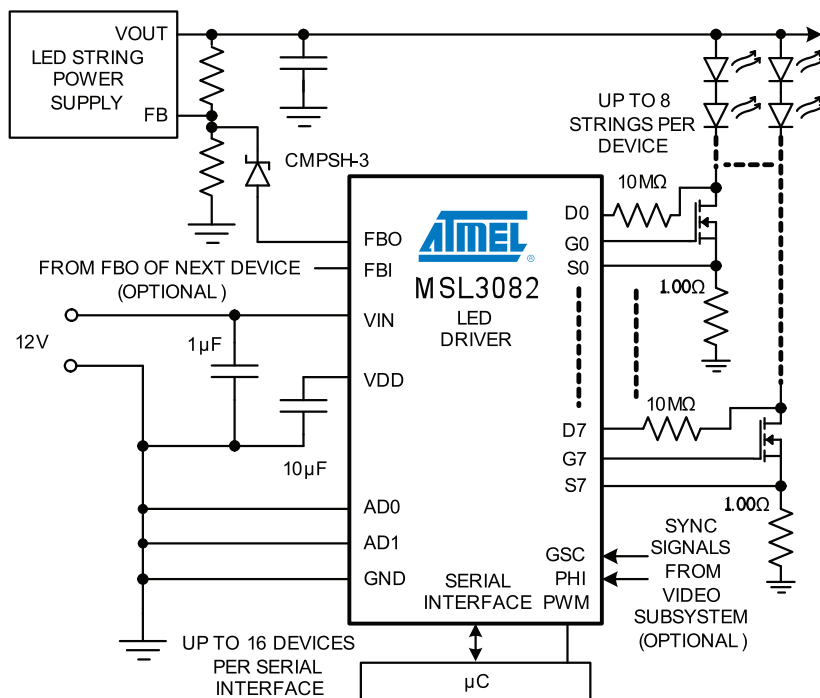 VOUT
LED STRING
POWER
SUPPLY
FB
CMPSH-3
UP TO 8
STRINGS PER
DEVICE
10MΩ
D0
G0
S0
1.00Ω
ATMEL
®
MSL3082
LED
DRIVER
FBO
FBI
FROM FBO OF NEXT DEVICE
(OPTIONAL)
VIN
12V
1µF
VDD
10µF
10MΩ
D7
G7
S7
1.00Ω
AD0
AD1
GND
GSC
PHI
PWM
SERIAL
INTERFACE
SYNC
SIGNALS
FROM
VIDEO
SUBSYSTEM
(OPTIONAL)
UP TO 16 DEVICES
PER SERIAL
INTERFACE
µC